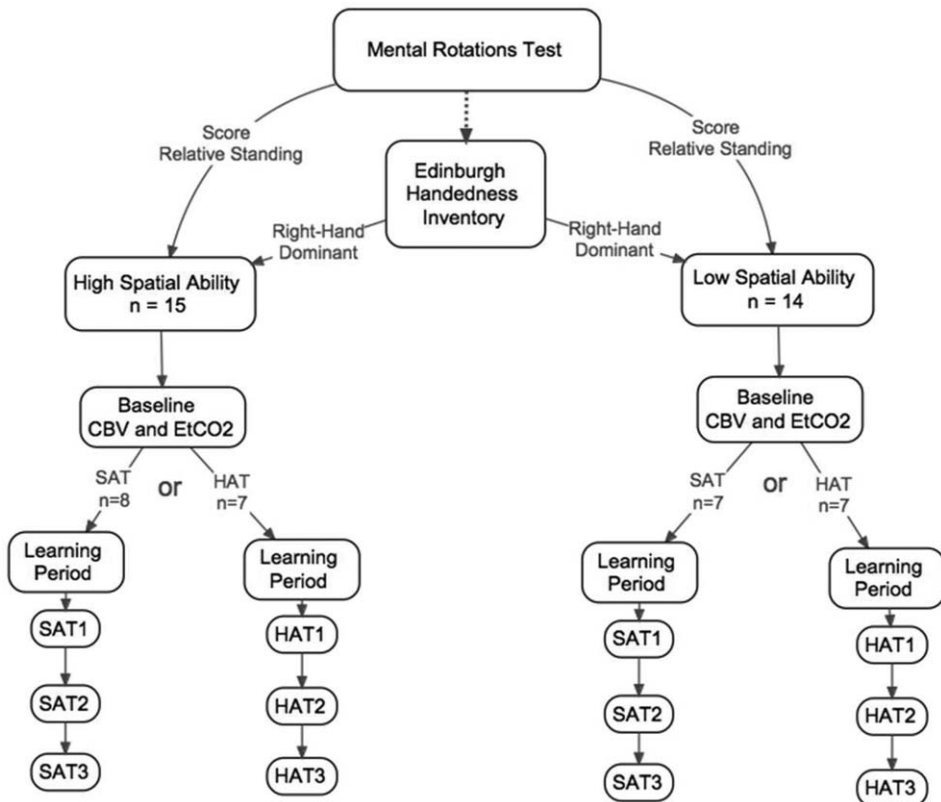 Mental Rotations Test
Score
Relative Standing
Score
Relative Standing
Edinburgh
Handedness
Inventory
Right-Hand
Dominant
Right-Hand
Dominant
High Spatial Ability
n = 15
Low Spatial Ability
n = 14
Baseline
CBV and EtCO2
Baseline
CBV and EtCO2
SAT
n=8
or
HAT
n=7
SAT
n=7
or
HAT
n=7
Learning
Period
Learning
Period
Learning
Period
Learning
Period
SAT1
HAT1
SAT1
HAT1
SAT2
HAT2
SAT2
HAT2
SAT3
HAT3
SAT3
HAT3